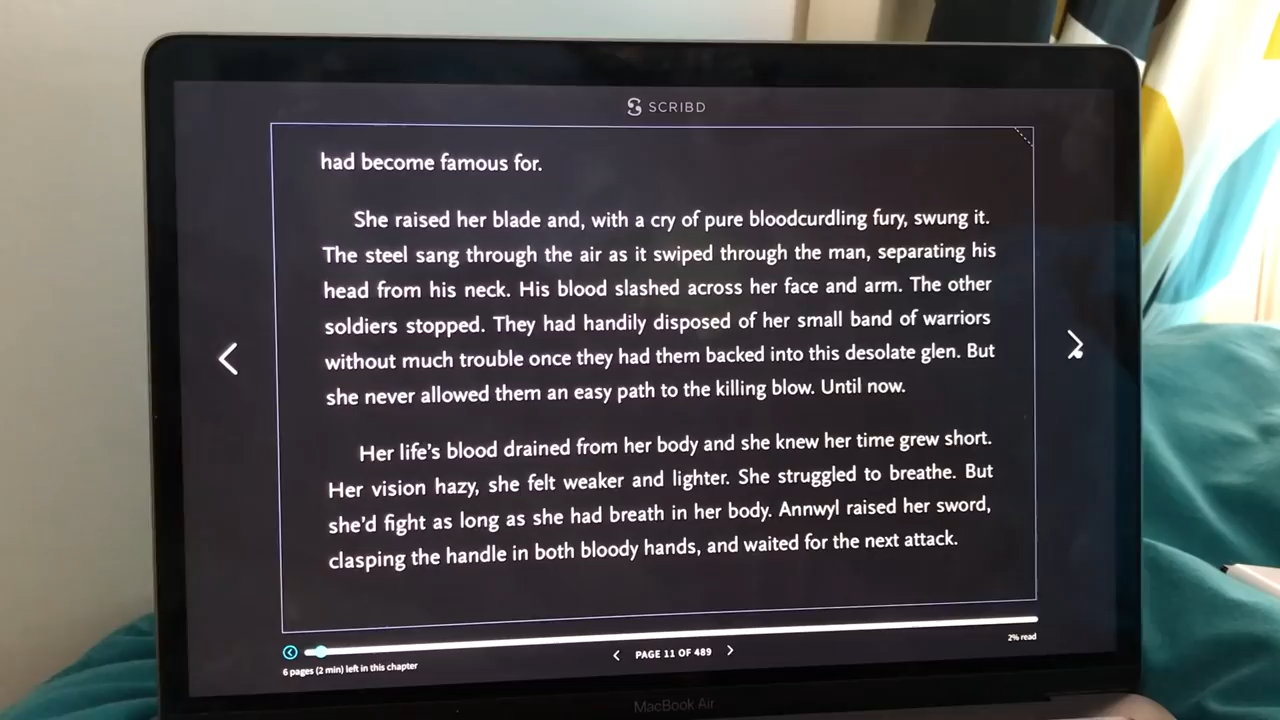 SCRIBD
had become famous for.
She raised her blade and, with a cry of pure bloodcurdling fury, swung it.
The steel sang through the air as it swiped through the man, separating his
head from his neck. His blood slashed across her face and arm. The other
soldiers stopped. They had handily disposed of her small band of warriors
without much trouble once they had them backed into this desolate glen. But
she never allowed them an easy path to the killing blow. Until now.
Her life's blood drained from her body and she knew her time grew short.
Her vision hazy, she felt weaker and lighter. She struggled to breathe. But
she'd fight as long as she had breath in her body. Annwyl raised her sword,
clasping the handle in both bloody hands, and waited for the next attack.
2% read
PAGE 11 OF 489
6 pages (2 min) left in this chapter
MacBook Air